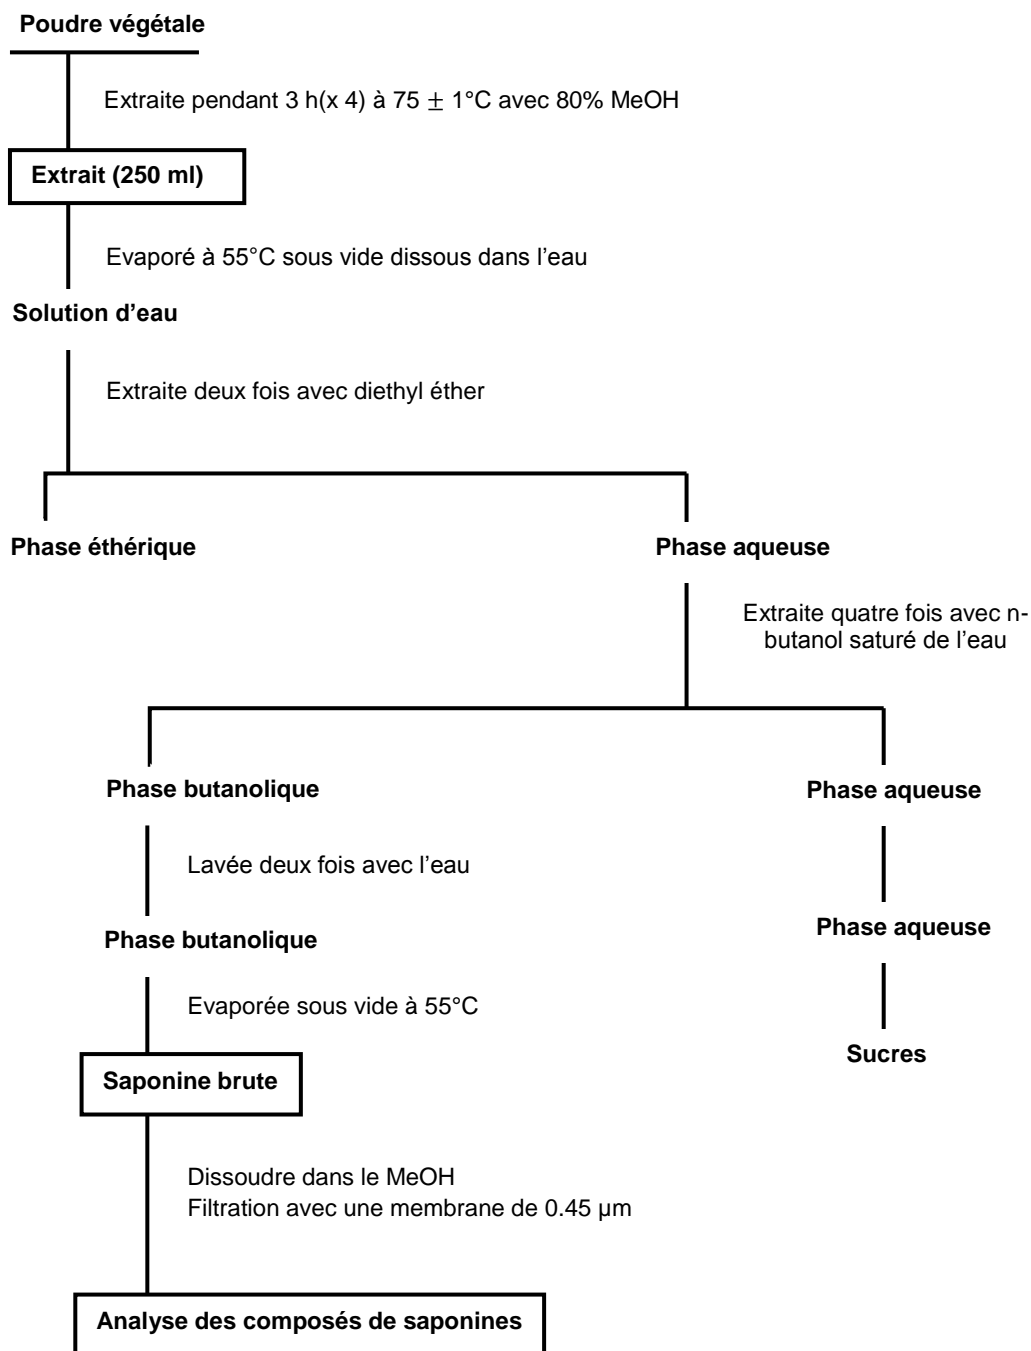 Poudre végétale
Extraite pendant 3 h(x 4) à 75 ± 1°C avec 80% MeOH
Extrait (250 ml)
Evaporé à 55°C sous vide dissous dans l’eau
Solution d’eau
Extraite deux fois avec diethyl éther
Phase éthérique
Phase aqueuse
Extraite quatre fois avec n-
butanol saturé de l’eau
Phase butanolique
Phase aqueuse
Lavée deux fois avec l’eau
Phase butanolique
Phase aqueuse
Evaporée sous vide à 55°C
Sucres
Saponine brute
Dissoudre dans le MeOH
Filtration avec une membrane de 0.45 µm
Analyse des composés de saponines